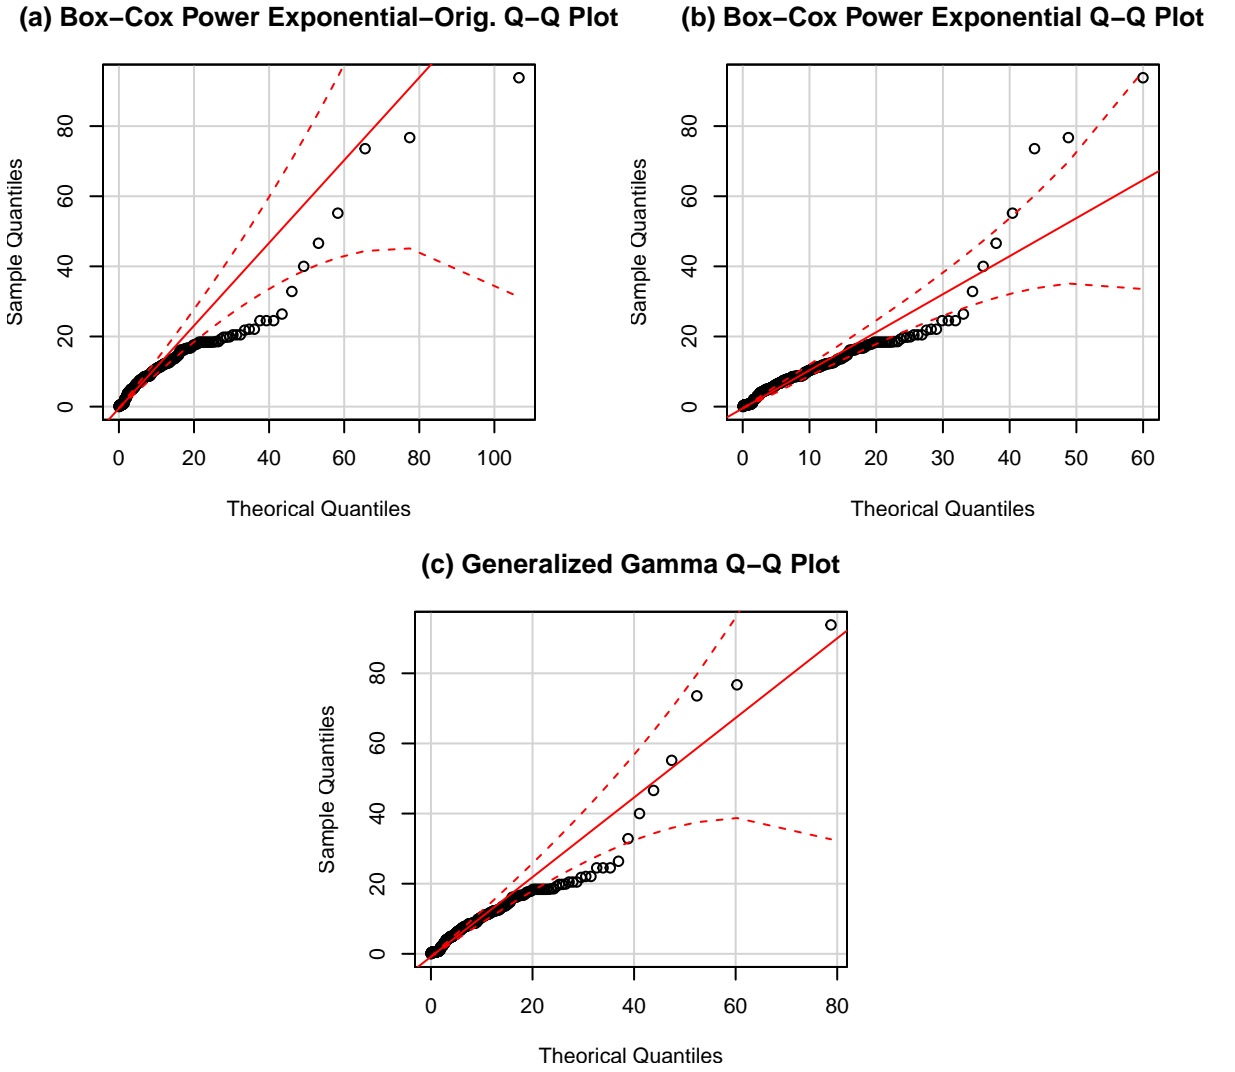 (a) Box–Cox Power Exponential–Orig. Q–Q Plot
Sample Quantiles
80
60
40
20
0
0 20 40 60 80 100
Theorical Quantiles
(b) Box–Cox Power Exponential Q–Q Plot
Sample Quantiles
80
60
40
20
0
0 10 20 30 40 50 60
Theorical Quantiles
(c) Generalized Gamma Q–Q Plot
Sample Quantiles
80
60
40
20
0
0 20 40 60 80
Theorical Quantiles